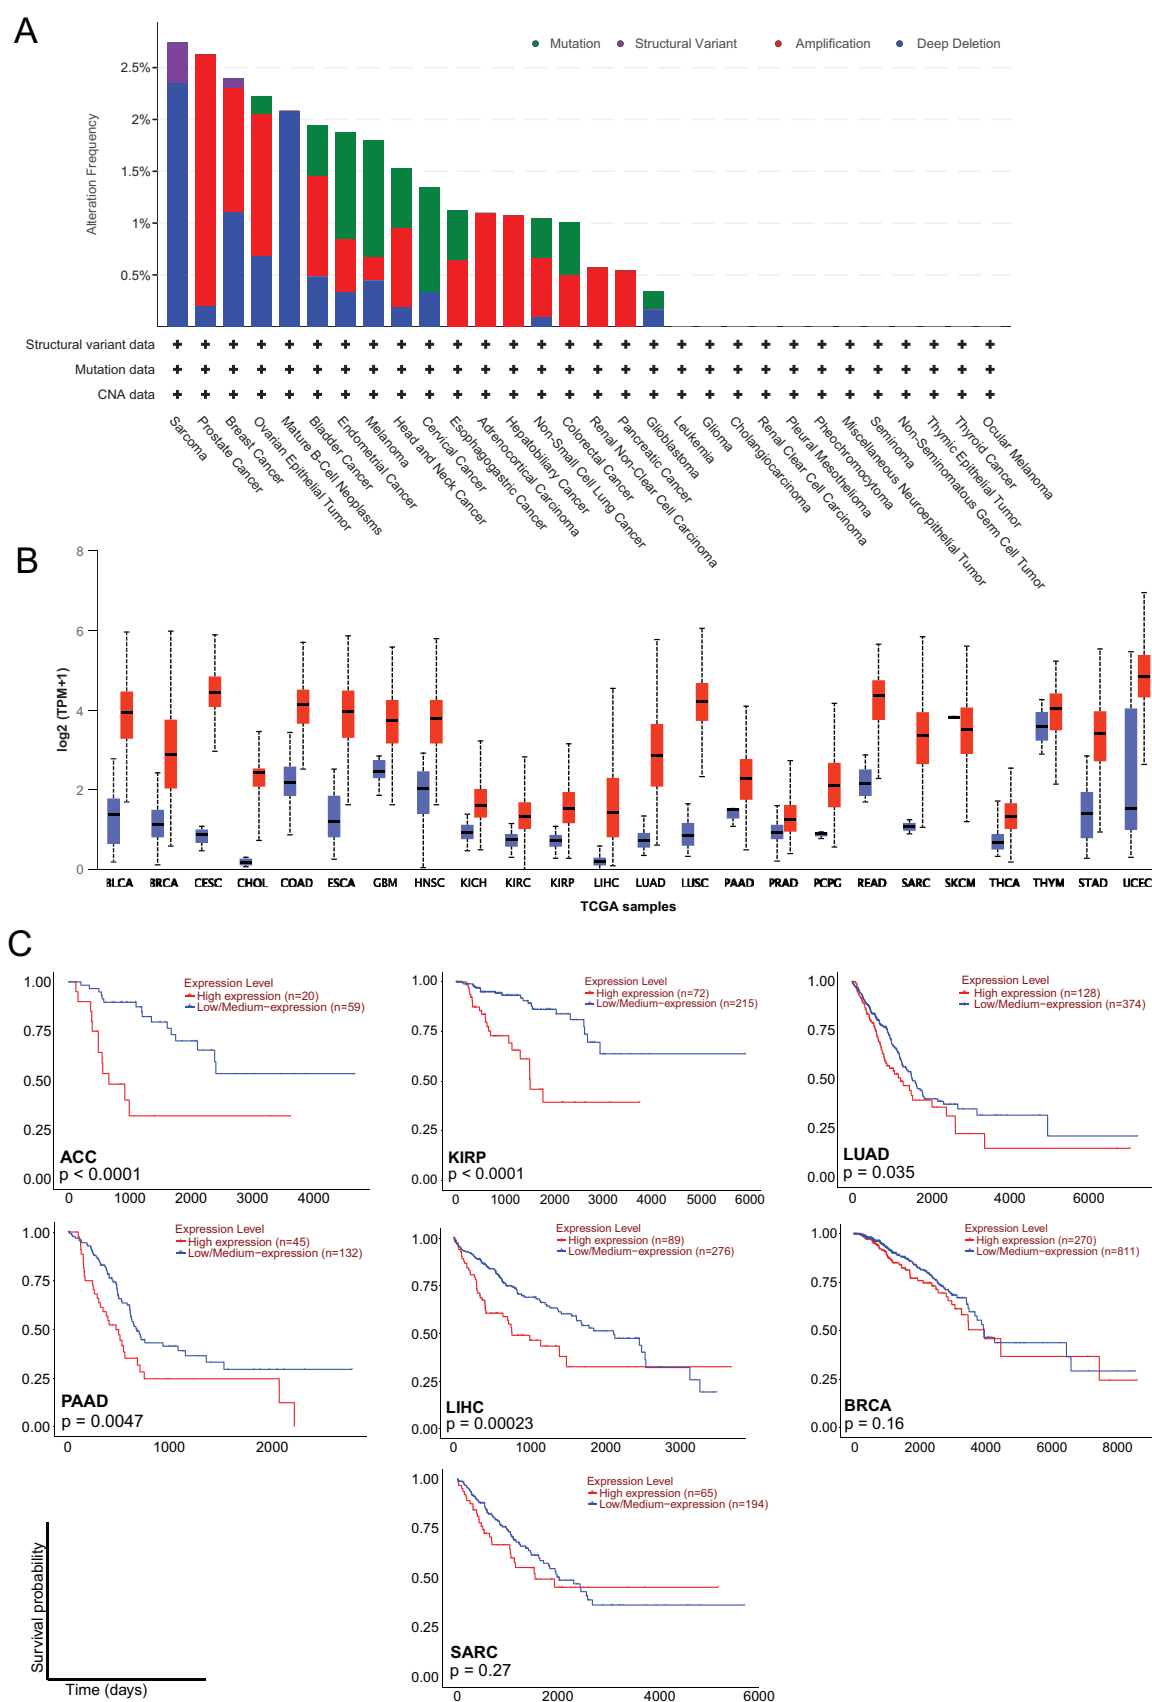 A
Mutation Structural Variant Amplification Deep Deletion
Alteration Frequency
2.5%
2%
1.5%
1%
0.5%
Structural variant data
Mutation data
CNA data
Sarcoma
Prostate Cancer
Breast Cancer
Ovarian Epithelial Tumor
Mature B-Cell Neoplasms
Bladder Cancer
Endometrial Cancer
Melanoma
Head and Neck Cancer
Cervical Cancer
Esophagogastric Cancer
Adrenocortical Carcinoma
Hepatobiliary Cancer
Non-Small Cell Lung Cancer
Colorectal Cancer
Renal Non-Clear Cell Carcinoma
Pancreatic Cancer
Glioblastoma
Leukemia
Glioma
Cholangiocarcinoma
Renal Clear Cell Carcinoma
Pleural Mesothelioma
Pheochromocytoma
Miscellaneous Neuroepithelial Tumor
Seminoma
Non-Seminomatous Germ Cell Tumor
Thymic Epithelial Tumor
Thyroid Cancer
Ocular Melanoma
B
log2 (TPM+1)
8
6
4
2
0
BLCA BRCA CESC CHOL COAD ESCA GBM HNSC KICH KIRC KIRP LIHC LUAD LUSC PAAD PRAD PCPG READ SARC SKCM THCA THYM STAD UCEC
TCGA samples
C
1.00
0.75
0.50
0.25
0.00
Expression Level
High expression (n=20)
Low/Medium-expression (n=59)
ACC
p < 0.0001
0 1000 2000 3000 4000
1.00
0.75
0.50
0.25
0.00
Expression Level
High expression (n=72)
Low/Medium-expression (n=215)
KIRP
p < 0.0001
0 1000 2000 3000 4000 5000 6000
1.00
0.75
0.50
0.25
0.00
Expression Level
High expression (n=128)
Low/Medium-expression (n=374)
LUAD
p = 0.035
0 2000 4000 6000
1.00
0.75
0.50
0.25
0.00
Expression Level
High expression (n=45)
Low/Medium-expression (n=132)
PAAD
p = 0.0047
0 1000 2000
1.00
0.75
0.50
0.25
0.00
Expression Level
High expression (n=89)
Low/Medium-expression (n=276)
LIHC
p = 0.00023
0 1000 2000 3000
1.00
0.75
0.50
0.25
0.00
Expression Level
High expression (n=270)
Low/Medium-expression (n=811)
BRCA
p = 0.16
0 2000 4000 6000 8000
1.00
0.75
0.50
0.25
0.00
Expression Level
High expression (n=65)
Low/Medium-expression (n=194)
SARC
p = 0.27
0 2000 4000 6000
Survival probability
Time (days)